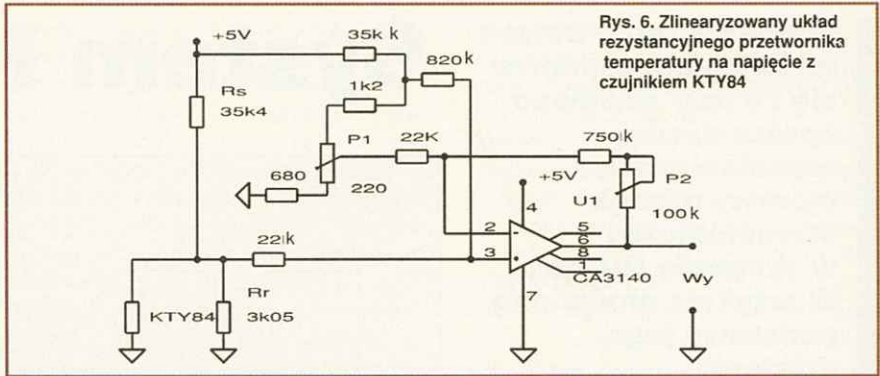 Rys. 6. Zlinearyzowany układ
rezystancyjnego przetwornika
temperatury na napięcie z
czujnikiem KTY84
+5V
35k k
820k
Rs
35k4
1k2
P1
22K
750k
680
220
+5V
P2
U1
100k
4
2
3
5
6
8
1
CA3140
7
Wy
22k
Rr
KTY84
3k05